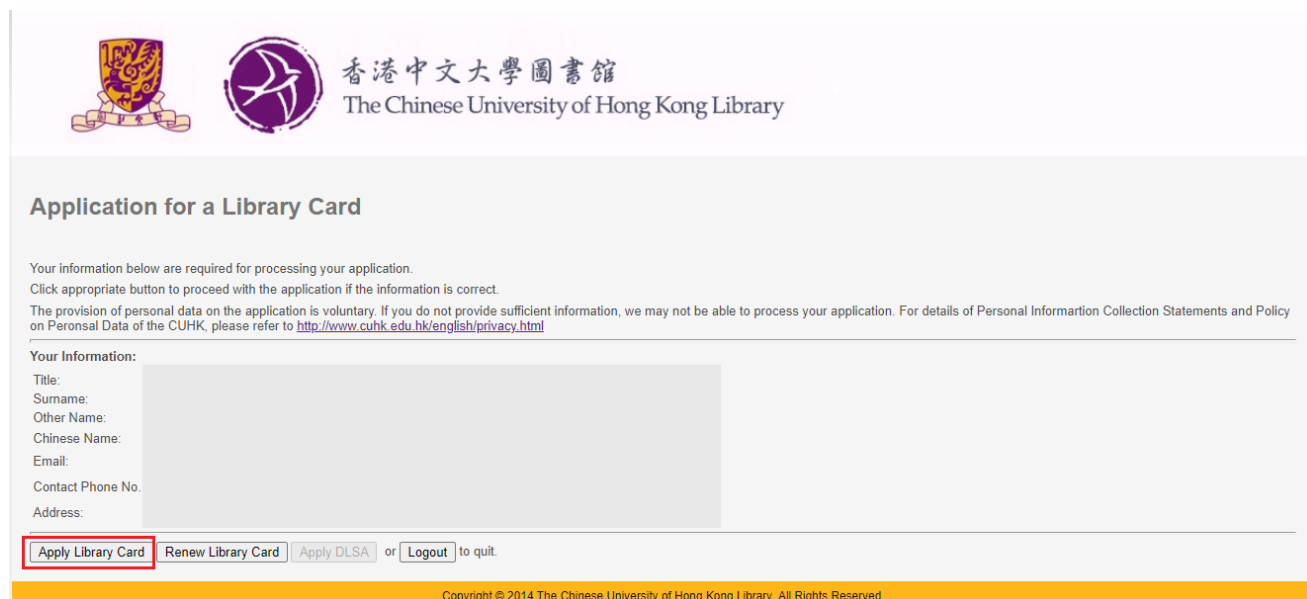 香港中文大學圖書館
The Chinese University of Hong Kong Library
Application for a Library Card
Your information below are required for processing your application.
Click appropriate button to proceed with the application if the information is correct.
The provision of personal data on the application is voluntary. If you do not provide sufficient information, we may not be able to process your application. For details of Personal Informartion Collection Statements and Policy
on Peronsal Data of the CUHK, please refer to http://www.cuhk.edu.hk/english/privacy.html
Your Information:
Title:
Surname:
Other Name:
Chinese Name:
Email:
Contact Phone No.
Address:
Apply Library Card Renew Library Card Apply DLSA or Logout to quit.
Copyright © 2014 The Chinese University of Hong Kong Library. All Rights Reserved